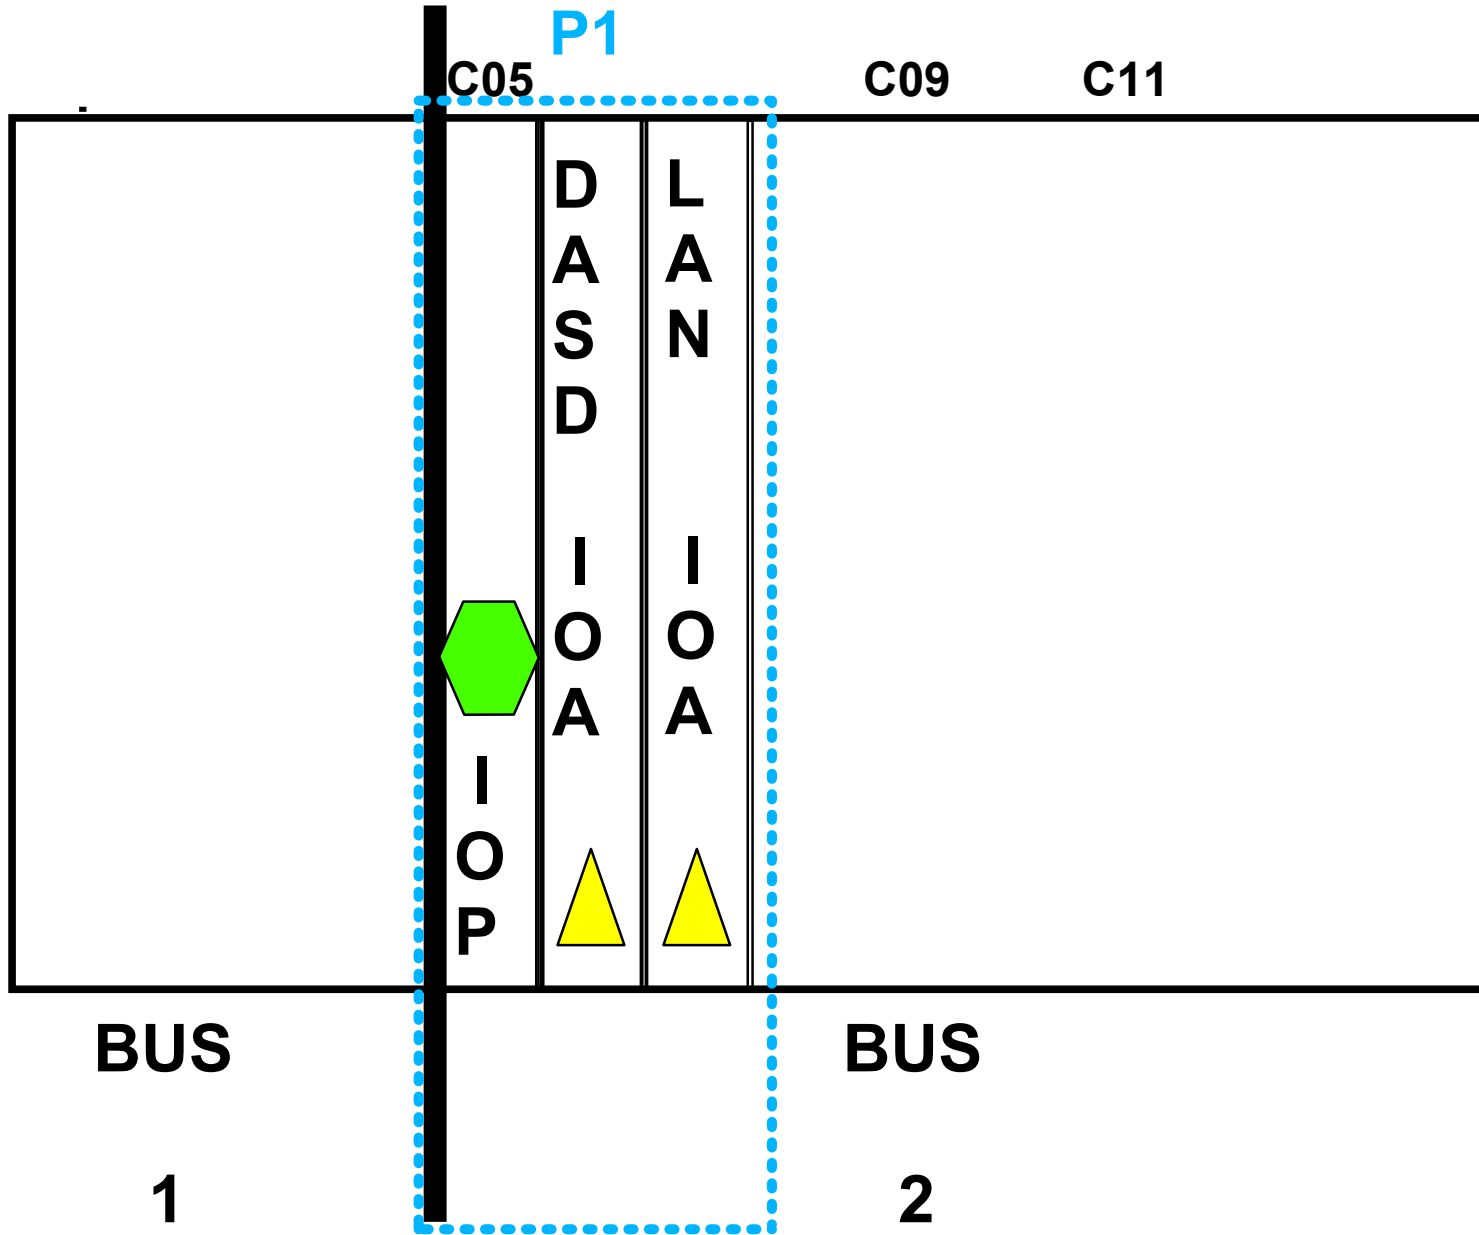 P1
C05 C09 C11
DASD IOA
LAN IOA
IOP
BUS 1
BUS 2